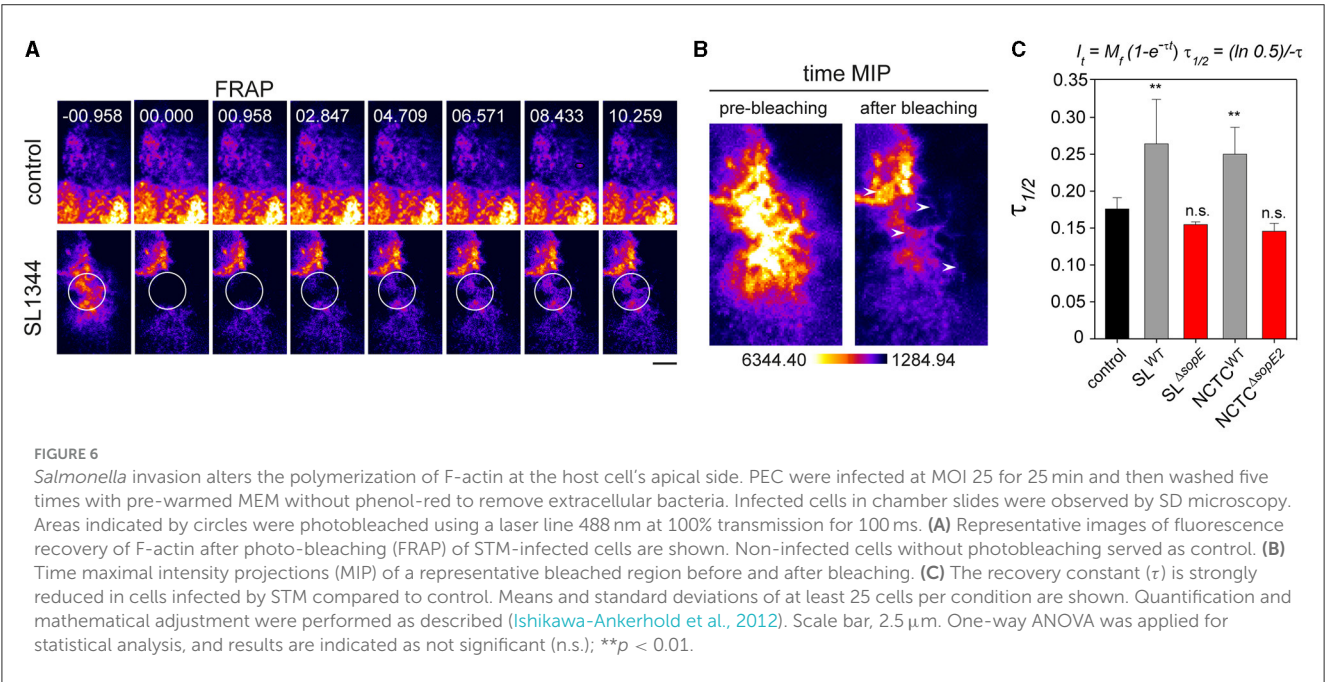 A
FRAP
-00.958 00.000 00.958 02.847 04.709 06.571 08.433 10.259
control
SL1344
B
time MIP
pre-bleaching after bleaching
6344.40 1284.94
C
I_t = M_f (1-e^-τt) τ_1/2 = (ln 0.5)/-τ
0.35
0.30
0.25
0.20
0.15
0.10
0.05
0
τ_1/2
** ** n.s. n.s.
control SL^WT SL^ΔsopE NCTC^WT NCTC^ΔsopE2
FIGURE 6
Salmonella invasion alters the polymerization of F-actin at the host cell's apical side. PEC were infected at MOI 25 for 25 min and then washed five
times with pre-warmed MEM without phenol-red to remove extracellular bacteria. Infected cells in chamber slides were observed by SD microscopy.
Areas indicated by circles were photobleached using a laser line 488 nm at 100% transmission for 100 ms. (A) Representative images of fluorescence
recovery of F-actin after photo-bleaching (FRAP) of STM-infected cells are shown. Non-infected cells without photobleaching served as control. (B)
Time maximal intensity projections (MIP) of a representative bleached region before and after bleaching. (C) The recovery constant (τ) is strongly
reduced in cells infected by STM compared to control. Means and standard deviations of at least 25 cells per condition are shown. Quantification and
mathematical adjustment were performed as described (Ishikawa-Ankerhold et al., 2012). Scale bar, 2.5 μm. One-way ANOVA was applied for
statistical analysis, and results are indicated as not significant (n.s.); **p < 0.01.